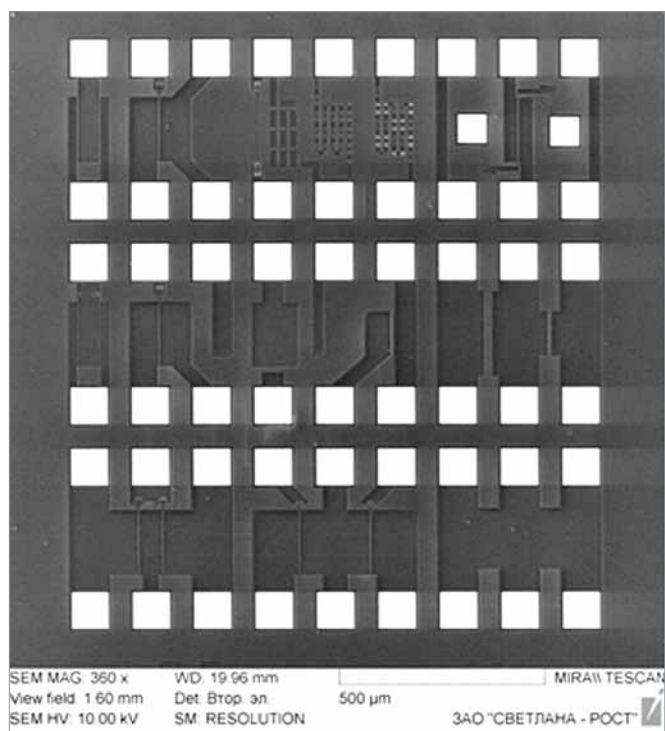 SEM MAG: 360 x WD: 19.96 mm MIRA\\ TESCAN
View field: 1.60 mm Det: Втор. эл. 500 µm
SEM HV: 10.00 kV SM: RESOLUTION ЗАО "СВЕТЛАНА - РОСТ"